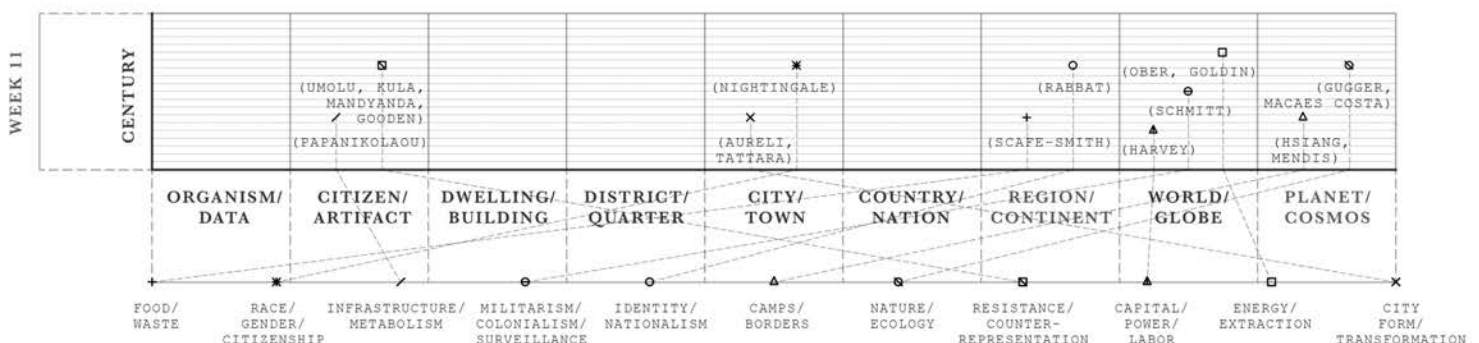 WEEK 11
CENTURY
(UMOLU, KULA,
MANDYANDA,
GOODEN)
(PAPANIKOLAOU)
(NIGHTINGALE)
(AURELI,
TATTARA)
(RABBAT)
(SCAFE-SMITH)
(OBER, GOLDIN)
(SCHMITT)
(HARVEY)
(GUGGER,
MACAES COSTA)
(HSIANG,
MENDIS)
ORGANISM/
DATA
CITIZEN/
ARTIFACT
DWELLING/
BUILDING
DISTRICT/
QUARTER
CITY/
TOWN
COUNTRY/
NATION
REGION/
CONTINENT
WORLD/
GLOBE
PLANET/
COSMOS
FOOD/
WASTE
RACE/
GENDER/
CITIZENSHIP
INFRASTRUCTURE/
METABOLISM
MILITARISM/
COLONIALISM/
SURVEILLANCE
IDENTITY/
NATIONALISM
CAMPS/
BORDERS
NATURE/
ECOLOGY
RESISTANCE/
COUNTER-
REPRESENTATION
CAPITAL/
POWER/
LABOR
ENERGY/
EXTRACTION
CITY
FORM/
TRANSFORMATION